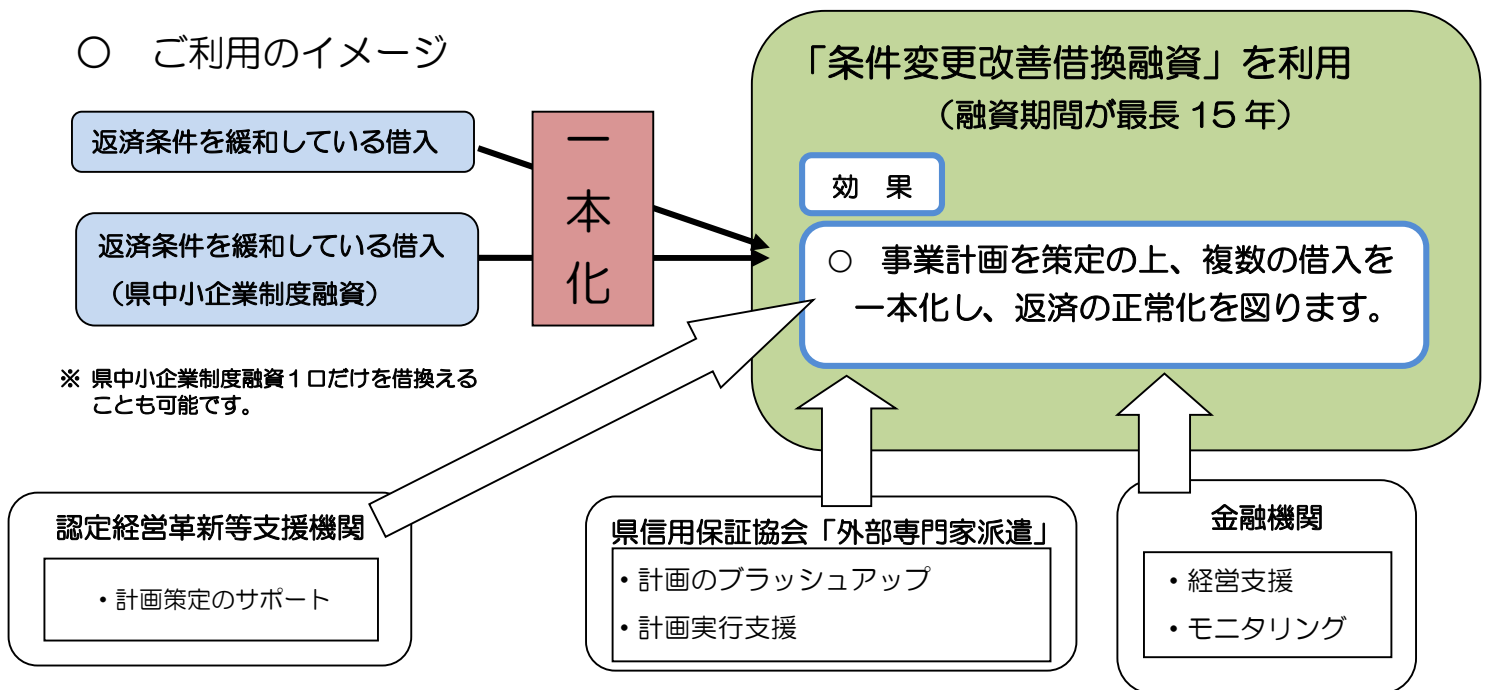 ○ ご利用のイメージ
返済条件を緩和している借入
返済条件を緩和している借入
（県中小企業制度融資）
一本化
※ 県中小企業制度融資１口だけを借換える
ことも可能です。
「条件変更改善借換融資」を利用
（融資期間が最長 15 年）
効 果
○ 事業計画を策定の上、複数の借入を
一本化し、返済の正常化を図ります。
認定経営革新等支援機関
・計画策定のサポート
県信用保証協会「外部専門家派遣」
・計画のブラッシュアップ
・計画実行支援
金融機関
・経営支援
・モニタリング